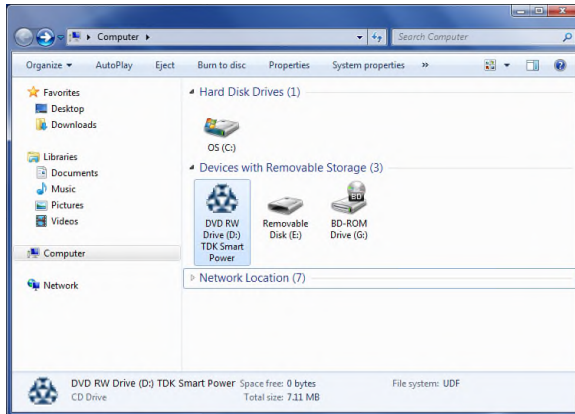 Computer
Search Computer
Organize AutoPlay Eject Burn to disc Properties System properties »
Favorites
Desktop
Downloads
Libraries
Documents
Music
Pictures
Videos
Computer
Network
Hard Disk Drives (1)
OS (C:)
Devices with Removable Storage (3)
DVD RW
Drive (D:)
TDK Smart
Power
Removable
Disk (E:)
BD
BD-ROM
Drive (G:)
Network Location (7)
DVD RW Drive (D:) TDK Smart Power Space free: 0 bytes File system: UDF
CD Drive Total size: 7.11 MB